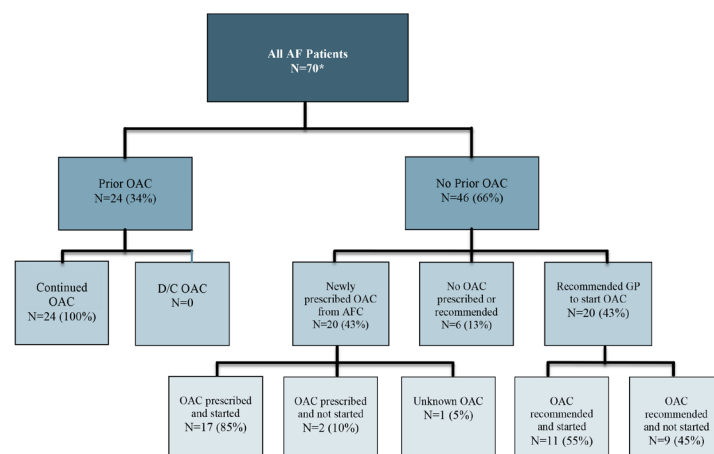 All AF Patients
N=70*
Prior OAC
N=24 (34%)
No Prior OAC
N=46 (66%)
Continued
OAC
N=24 (100%)
D/C OAC
N=0
Newly
prescribed OAC
from AFC
N=20 (43%)
No OAC
prescribed or
recommended
N=6 (13%)
Recommended GP
to start OAC
N=20 (43%)
OAC prescribed
and started
N=17 (85%)
OAC prescribed
and not started
N=2 (10%)
Unknown OAC
N=1 (5%)
OAC
recommended
and started
N=11 (55%)
OAC
recommended
and not started
N=9 (45%)